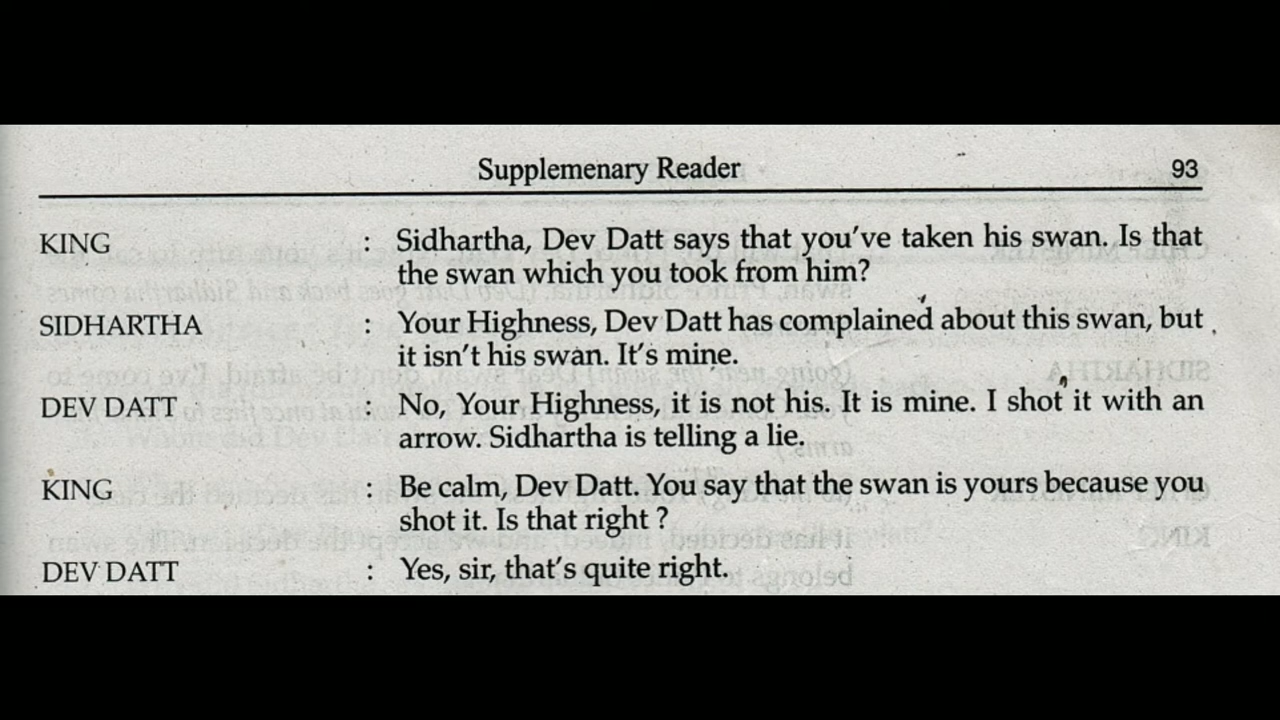 Supplemenary Reader 93
KING : Sidhartha, Dev Datt says that you've taken his swan. Is that
the swan which you took from him?
SIDHARTHA : Your Highness, Dev Datt has complained about this swan, but
it isn't his swan. It's mine.
DEV DATT : No, Your Highness, it is not his. It is mine. I shot it with an
arrow. Sidhartha is telling a lie.
KING : Be calm, Dev Datt. You say that the swan is yours because you
shot it. Is that right ?
DEV DATT : Yes, sir, that's quite right.